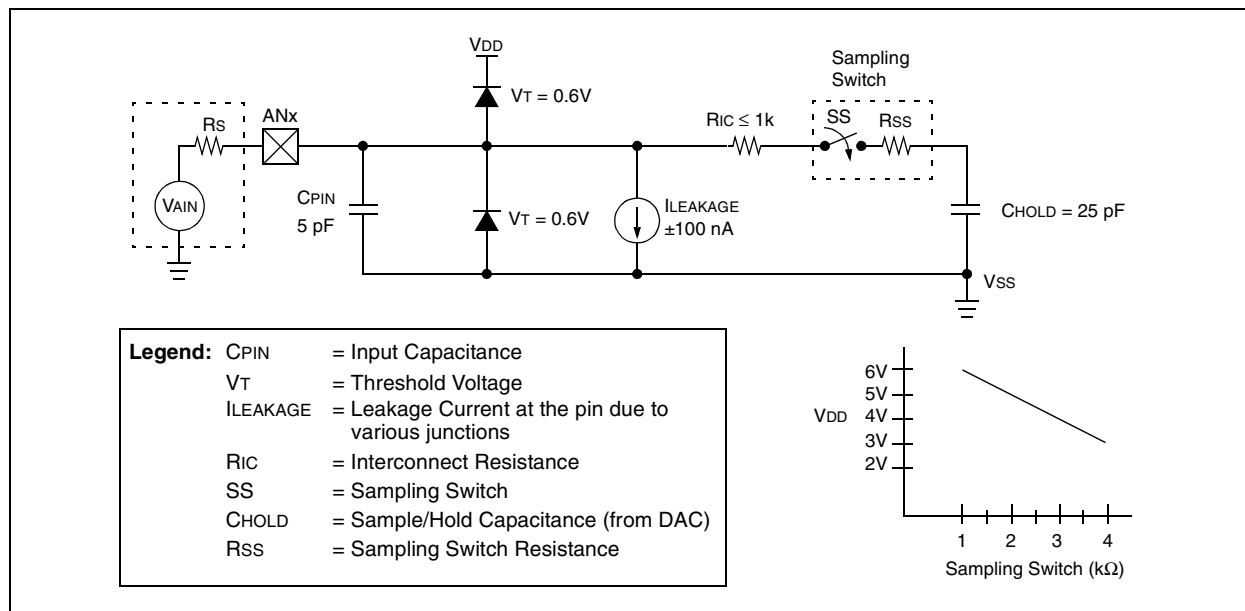 VDD
Sampling
Switch
VT = 0.6V
ANx
RS
RIC ≤ 1k
SS
RSS
VAIN
CPIN
5 pF
VT = 0.6V
ILEAKAGE
±100 nA
CHOLD = 25 pF
VSS
Legend: CPIN = Input Capacitance
VT = Threshold Voltage
ILEAKAGE = Leakage Current at the pin due to
various junctions
RIC = Interconnect Resistance
SS = Sampling Switch
CHOLD = Sample/Hold Capacitance (from DAC)
RSS = Sampling Switch Resistance
6V
5V
VDD 4V
3V
2V
1 2 3 4
Sampling Switch (kΩ)